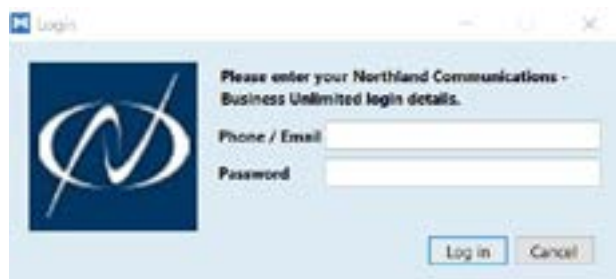 Login
Please enter your Northland Communications -
Business Unlimited login details.
Phone / Email
Password
Log in
Cancel